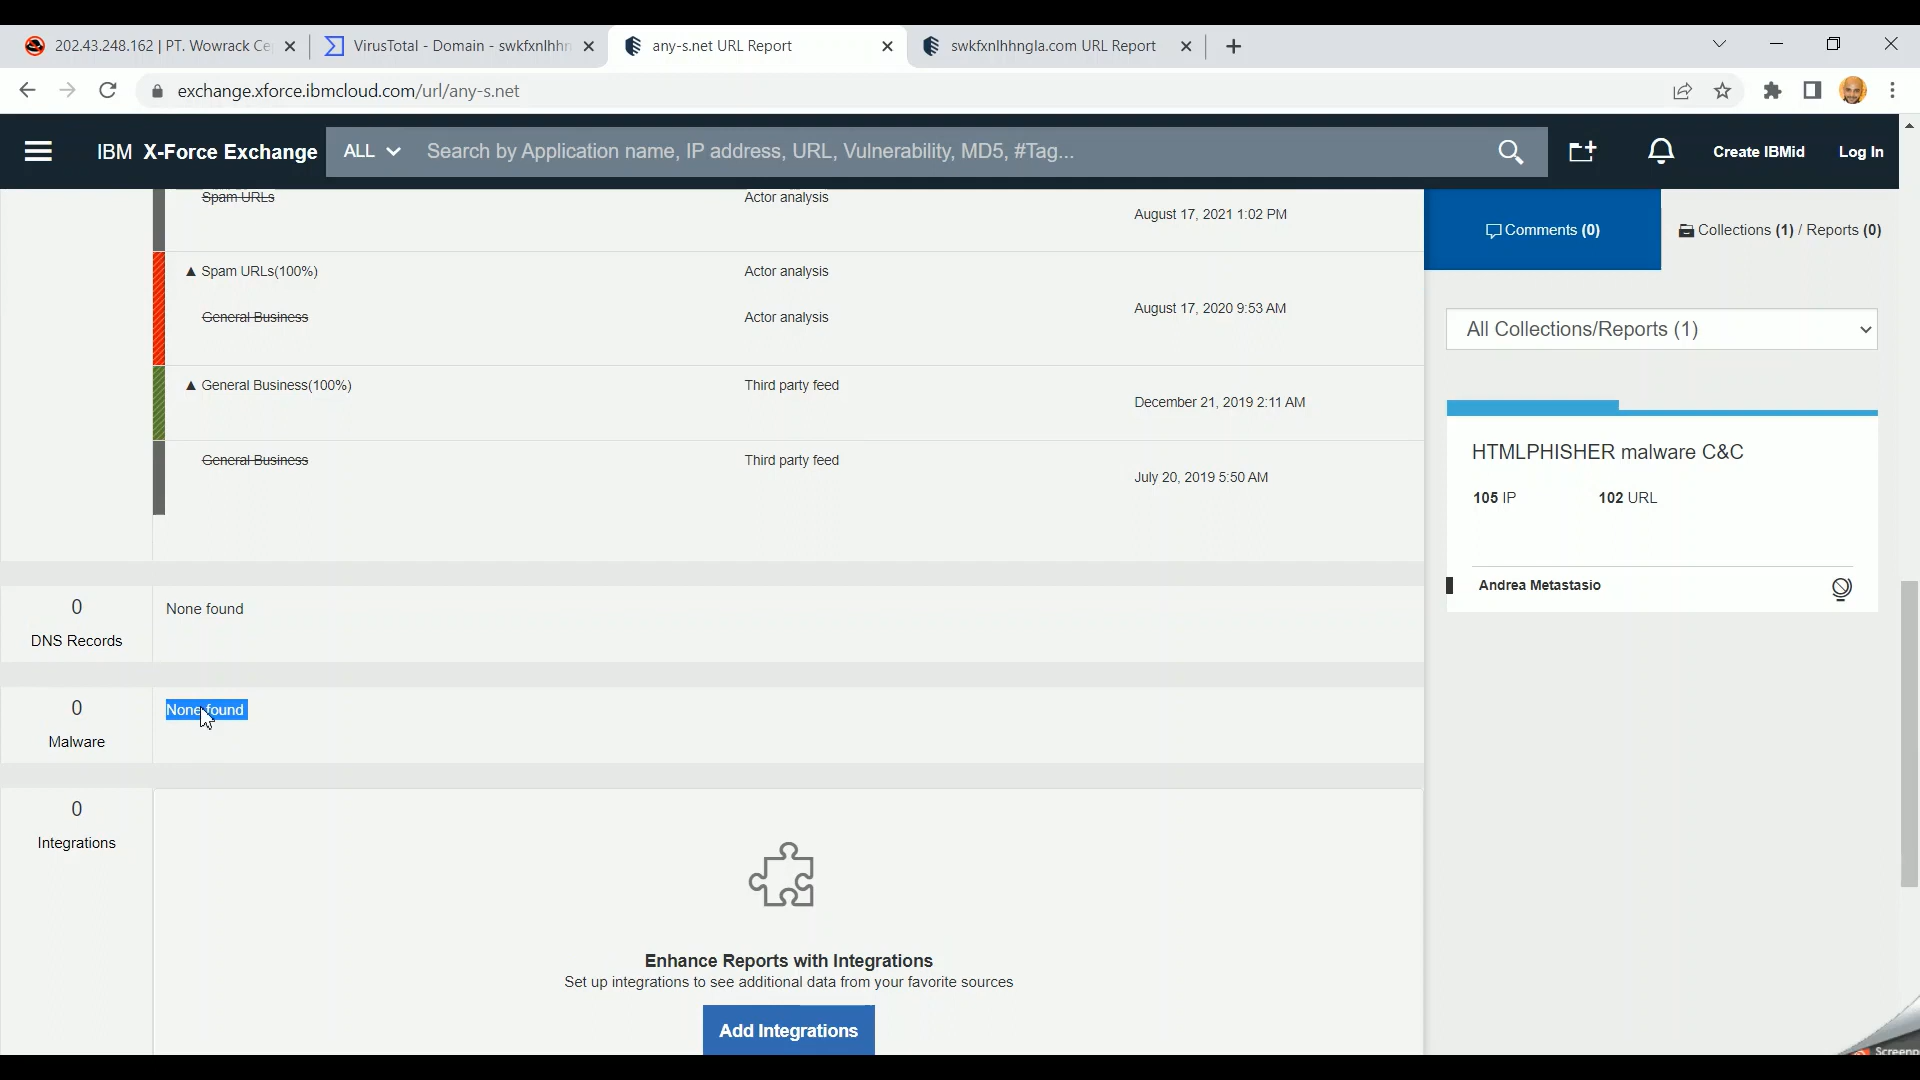 202.43.248.162 | PT. Wowrack Ce
VirusTotal - Domain - swkfxnlhhn
any-s.net URL Report
swkfxnlhhngla.com URL Report
exchange.xforce.ibmcloud.com/url/any-s.net
IBM X-Force Exchange
ALL
Search by Application name, IP address, URL, Vulnerability, MD5, #Tag...
Create IBMid
Log In
Spam URLs
Actor analysis
August 17, 2021 1:02 PM
▲ Spam URLs(100%)
Actor analysis
General Business
Actor analysis
August 17, 2020 9:53 AM
▲ General Business(100%)
Third party feed
December 21, 2019 2:11 AM
General Business
Third party feed
July 20, 2019 5:50 AM
0
DNS Records
None found
0
Malware
None found
0
Integrations
Enhance Reports with Integrations
Set up integrations to see additional data from your favorite sources
Add Integrations
Comments (0)
Collections (1) / Reports (0)
All Collections/Reports (1)
HTMLPHISHER malware C&C
105 IP
102 URL
Andrea Metastasio